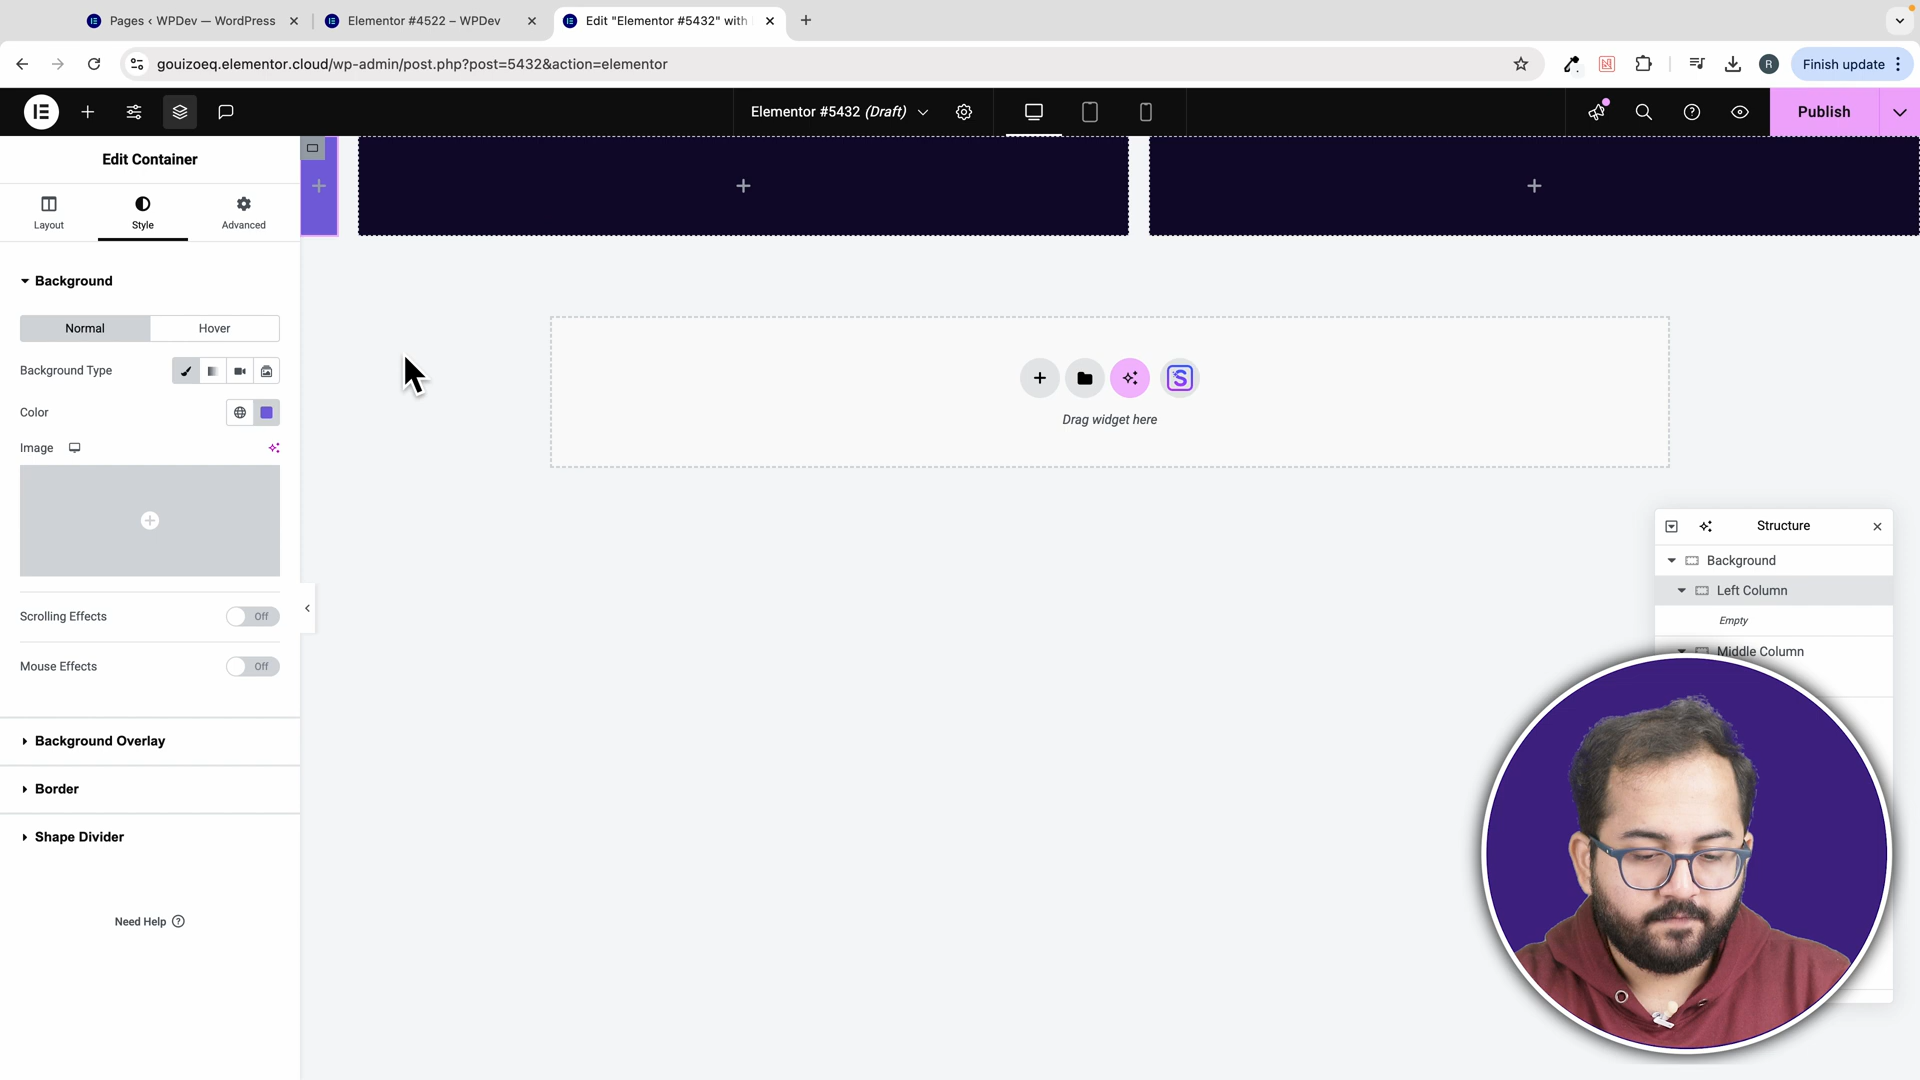 Pages ‹ WPDev — WordPress
Elementor #4522 – WPDev
Edit "Elementor #5432" with
gouizoeq.elementor.cloud/wp-admin/post.php?post=5432&action=elementor
R
Finish update
Elementor #5432 (Draft)
Publish
Edit Container
Layout
Style
Advanced
Background
Normal
Hover
Background Type
Color
Image
Scrolling Effects
Off
Mouse Effects
Off
Background Overlay
Border
Shape Divider
Need Help
S
Drag widget here
Structure
Background
Left Column
Empty
Middle Column